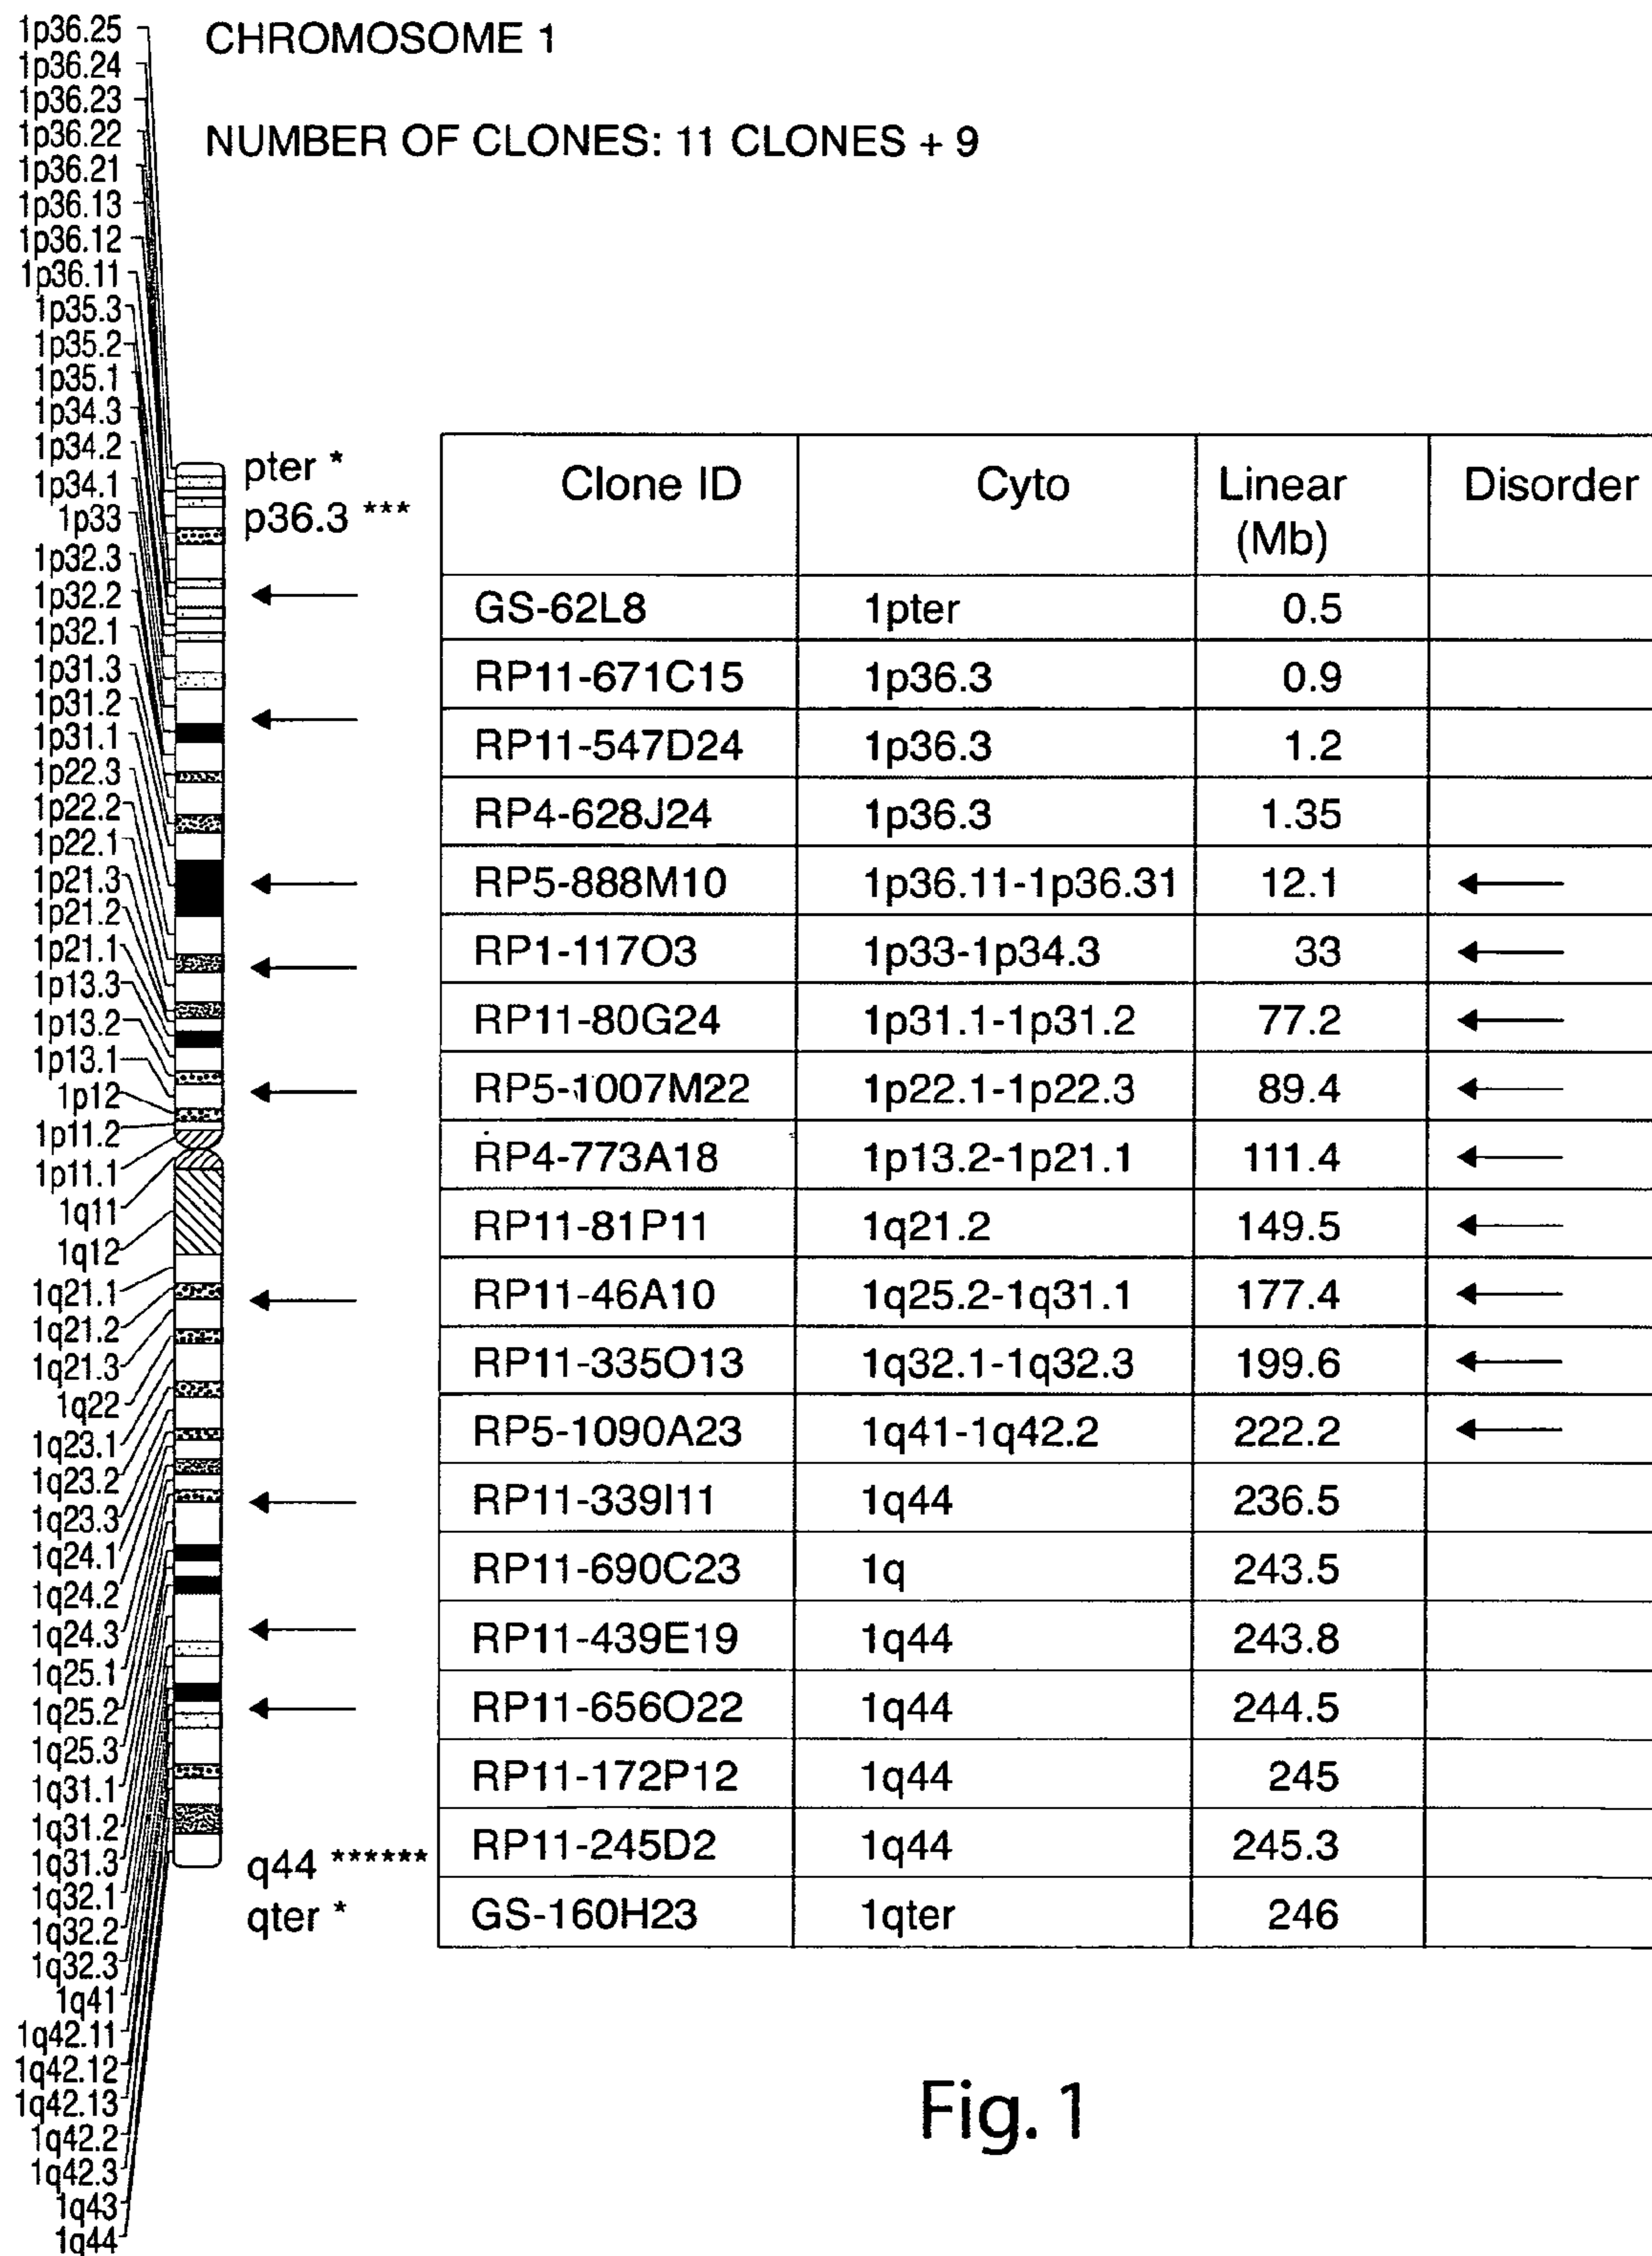 CHROMOSOME 1
NUMBER OF CLONES: 11 CLONES + 9
1p36.25
1p36.24
1p36.23
1p36.22
1p36.21
1p36.13
1p36.12
1p36.11
1p35.3
1p35.2
1p35.1
1p34.3
1p34.2
1p34.1
1p33
1p32.3
1p32.2
1p32.1
1p31.3
1p31.2
1p31.1
1p22.3
1p22.2
1p22.1
1p21.3
1p21.2
1p21.1
1p13.3
1p13.2
1p13.1
1p12
1p11.2
1p11.1
1q11
1q12
1q21.1
1q21.2
1q21.3
1q22
1q23.1
1q23.2
1q23.3
1q24.1
1q24.2
1q24.3
1q25.1
1q25.2
1q25.3
1q31.1
1q31.2
1q31.3
1q32.1
1q32.2
1q32.3
1q41
1q42.11
1q42.12
1q42.13
1q42.2
1q42.3
1q43
1q44
pter *
p36.3 ***
q44 ******
qter *
Clone ID Cyto Linear (Mb) Disorder
GS-62L8 1pter 0.5
RP11-671C15 1p36.3 0.9
RP11-547D24 1p36.3 1.2
RP4-628J24 1p36.3 1.35
RP5-888M10 1p36.11-1p36.31 12.1
RP1-117O3 1p33-1p34.3 33
RP11-80G24 1p31.1-1p31.2 77.2
RP5-1007M22 1p22.1-1p22.3 89.4
RP4-773A18 1p13.2-1p21.1 111.4
RP11-81P11 1q21.2 149.5
RP11-46A10 1q25.2-1q31.1 177.4
RP11-335O13 1q32.1-1q32.3 199.6
RP5-1090A23 1q41-1q42.2 222.2
RP11-339I11 1q44 236.5
RP11-690C23 1q 243.5
RP11-439E19 1q44 243.8
RP11-656O22 1q44 244.5
RP11-172P12 1q44 245
RP11-245D2 1q44 245.3
GS-160H23 1qter 246
Fig. 1